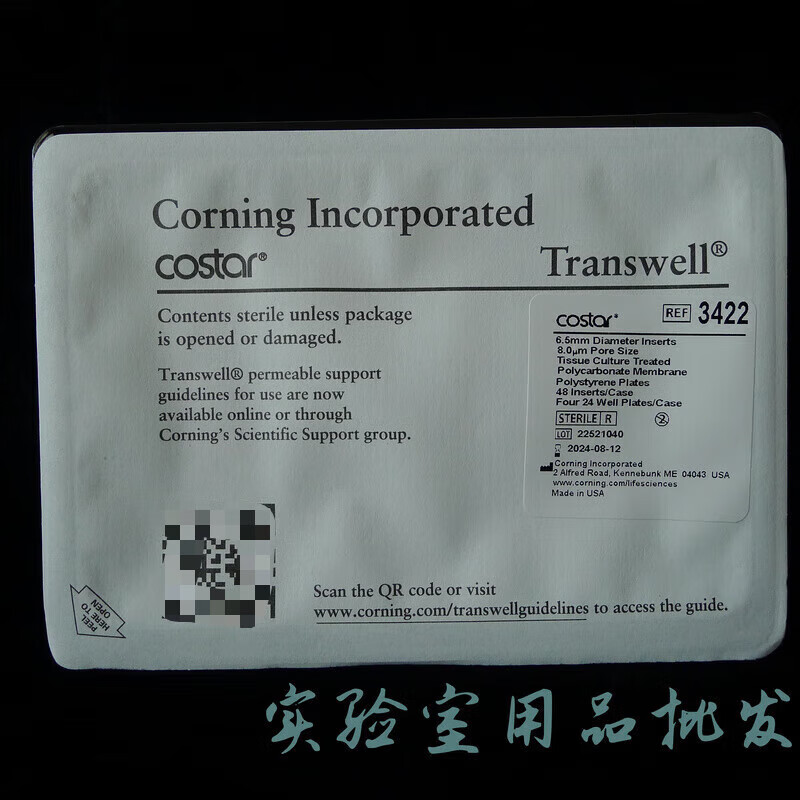 Corning Incorporated
costar®
Transwell®
Contents sterile unless package
is opened or damaged.
Transwell® permeable support
guidelines for use are now
available online or through
Corning's Scientific Support group.
costar® REF 3422
6.5mm Diameter Inserts
8.0µm Pore Size
Tissue Culture Treated
Polycarbonate Membrane
Polystyrene Plates
48 Inserts/Case
Four 24 Well Plates/Case
STERILE R 2
LOT 22521040
2024-08-12
Corning Incorporated
2 Alfred Road, Kennebunk ME 04043 USA
www.corning.com/lifesciences
Made in USA
Scan the QR code or visit
www.corning.com/transwellguidelines to access the guide.
PEEL TO
HERE OPEN
实验室用品批发